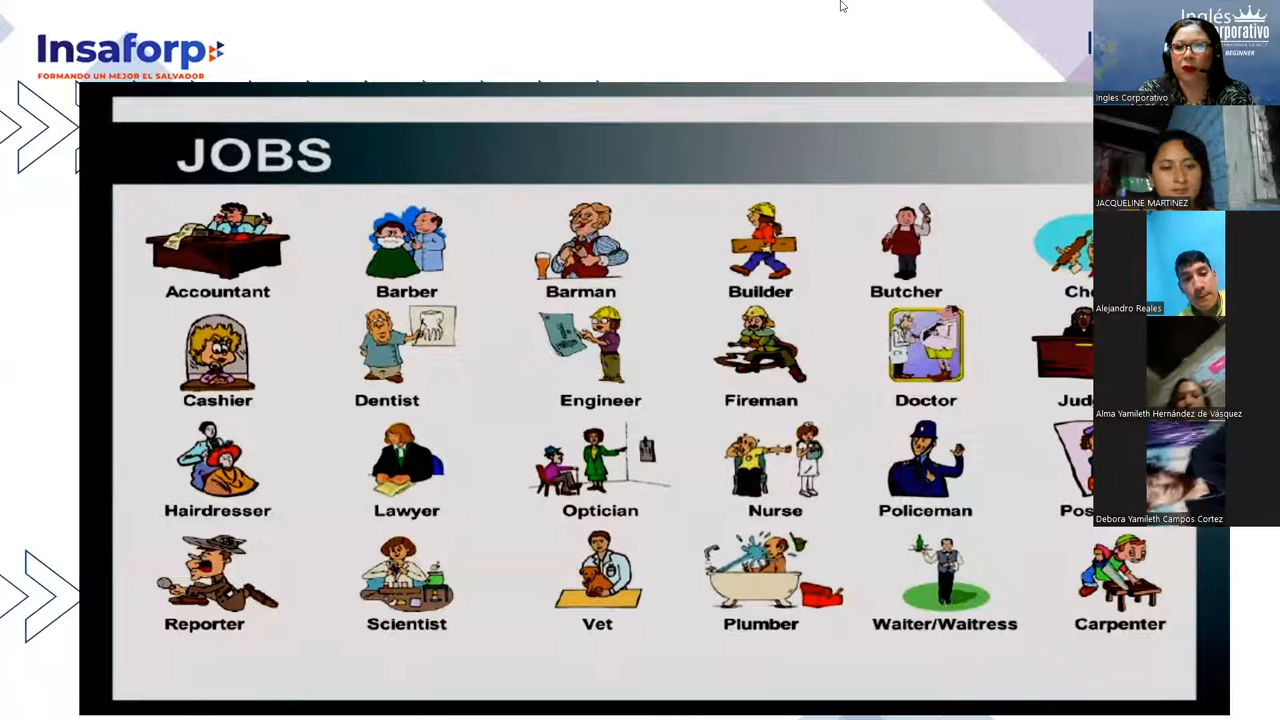 Insaforp
FORMANDO UN MEJOR EL SALVADOR
Inglés
Corporativo
BEGINNER
Ingles Corporativo
JOBS
JACQUELINE MARTINEZ
Accountant Barber Barman Builder Butcher
Alejandro Reales
Cashier Dentist Engineer Fireman Doctor
Alma Yamileth Hernández de Vásquez
Hairdresser Lawyer Optician Nurse Policeman
Debora Yamileth Campos Cortez
Reporter Scientist Vet Plumber Waiter/Waitress Carpenter